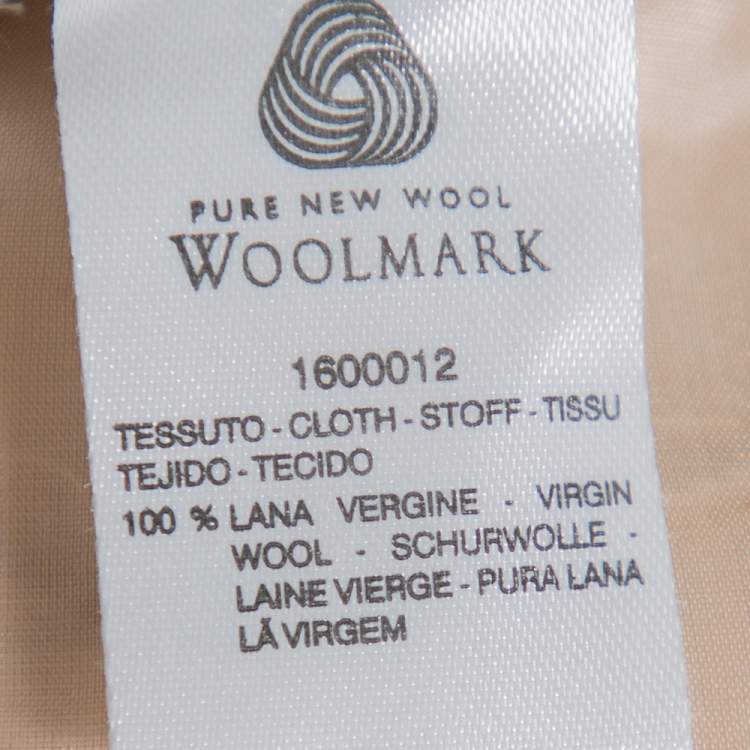 PURE NEW WOOL
WOOLMARK
1600012
TESSUTO - CLOTH - STOFF - TISSU
TEJIDO - TECIDO
100 % LANA VERGINE - VIRGIN
WOOL - SCHURWOLLE -
LAINE VIERGE - PURA LANA
LÃ VIRGEM